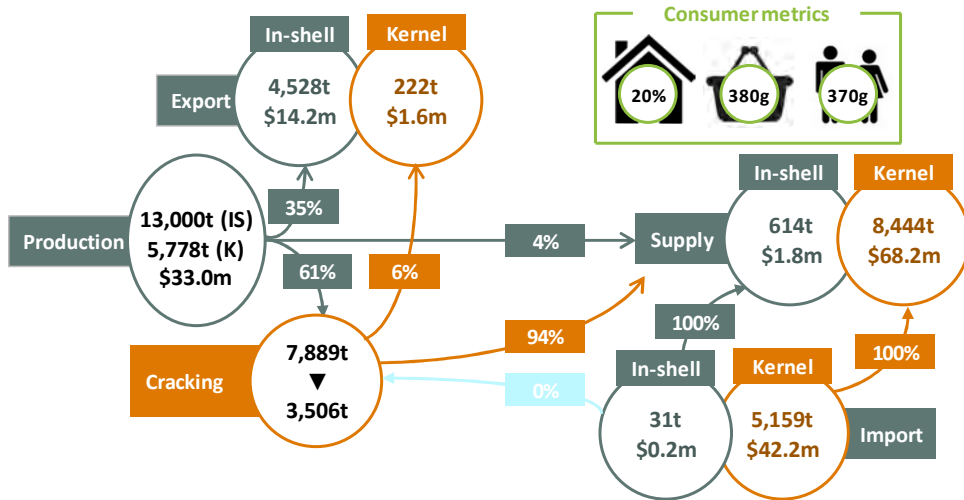 Consumer metrics
20%
380g
370g
In-shell
Kernel
Export
4,528t
$14.2m
222t
$1.6m
35%
Production
13,000t (IS)
5,778t (K)
$33.0m
61%
6%
4%
Supply
In-shell
Kernel
614t
$1.8m
8,444t
$68.2m
Cracking
7,889t
▼
3,506t
94%
0%
100%
100%
In-shell
Kernel
31t
$0.2m
5,159t
$42.2m
Import